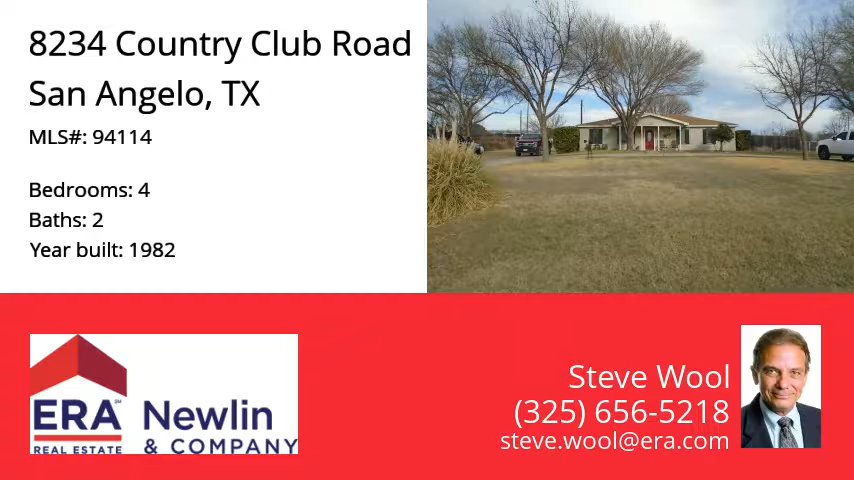 8234 Country Club Road
San Angelo, TX
MLS#: 94114
Bedrooms: 4
Baths: 2
Year built: 1982
ERA℠ Newlin
REAL ESTATE & COMPANY
Steve Wool
(325) 656-5218
steve.wool@era.com